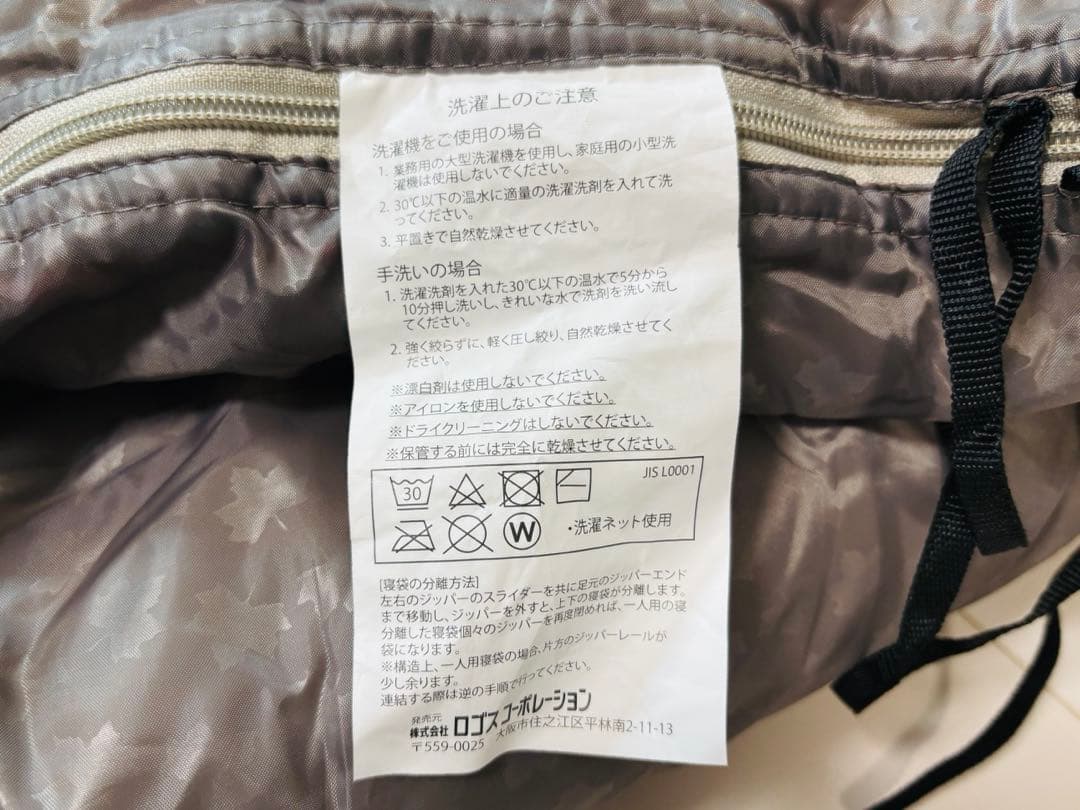 洗濯上のご注意
洗濯機をご使用の場合
1. 業務用の大型洗濯機を使用し、家庭用の小型洗
濯機は使用しないでください。
2. 30℃以下の温水に適量の洗濯洗剤を入れて洗
ってください。
3. 平置きで自然乾燥させてください。
手洗いの場合
1. 洗濯洗剤を入れた30℃以下の温水で5分から
10分押し洗いし、きれいな水で洗剤を洗い流し
てください。
2. 強く絞らずに、軽く圧し絞り、自然乾燥させてく
ださい。
※漂白剤は使用しないでください。
※アイロンを使用しないでください。
※ドライクリーニングはしないでください。
※保管する前には完全に乾燥させてください。
30
JIS L0001
W
・洗濯ネット使用
[寝袋の分離方法]
左右のジッパーのスライダーを共に足元のジッパーエンド
まで移動し、ジッパーを外すと、上下の寝袋が分離します。
分離した寝袋個々のジッパーを再度閉めれば、一人用の寝
袋になります。
※構造上、一人用寝袋の場合、片方のジッパーレールが
少し余ります。
連結する際は逆の手順で行ってください。
発売元
株式会社 ロゴス コーポレーション
〒559-0025 大阪市住之江区平林南2-11-13